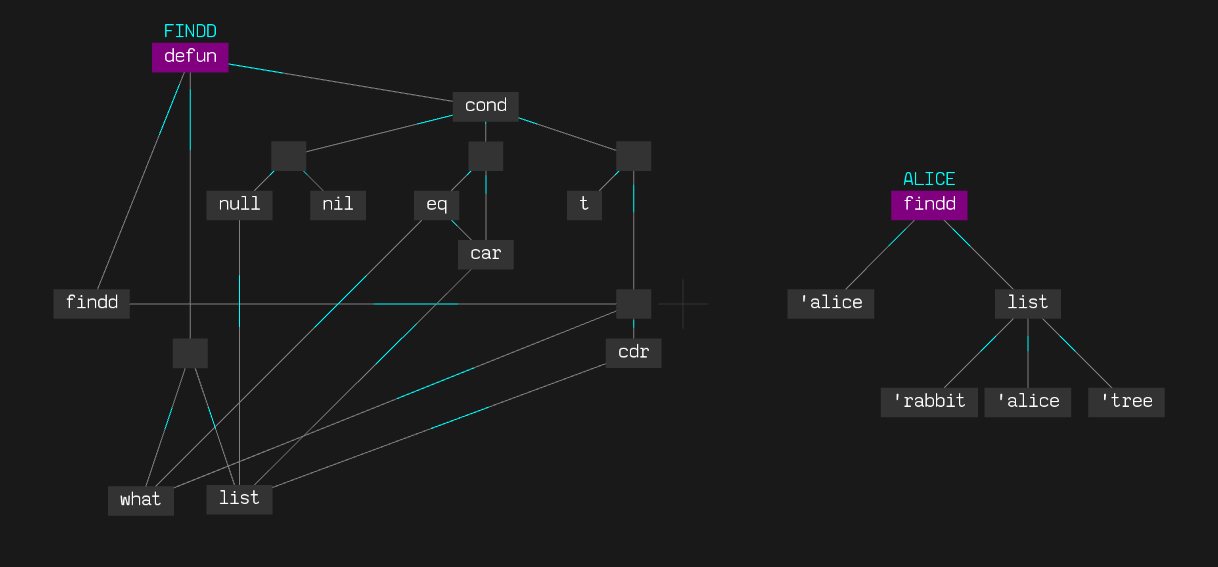 FINDD
defun
cond
null
nil
eq
t
car
findd
cdr
what
list
ALICE
findd
'alice
list
'rabbit
'alice
'tree